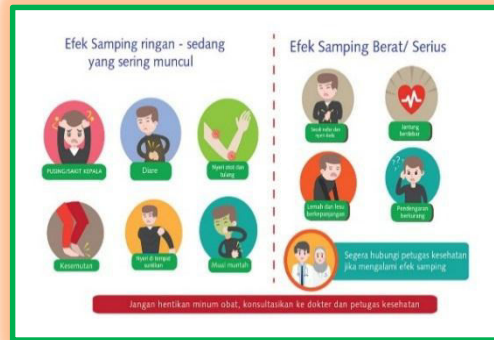 Efek Samping ringan - sedang
yang sering muncul
PUSING/SAKIT KEPALA
Diare
Nyeri otot dan
tulang
Kesemutan
Nyeri di tempat
suntikan
Mual muntah
Efek Samping Berat/ Serius
Jantung
berdebar
Lemah dan lesu
berkepanjangan
Pendengaran
berkurang
Segera hubungi petugas kesehatan
jika mengalami efek samping
Jangan hentikan minum obat, konsultasikan ke dokter dan petugas kesehatan